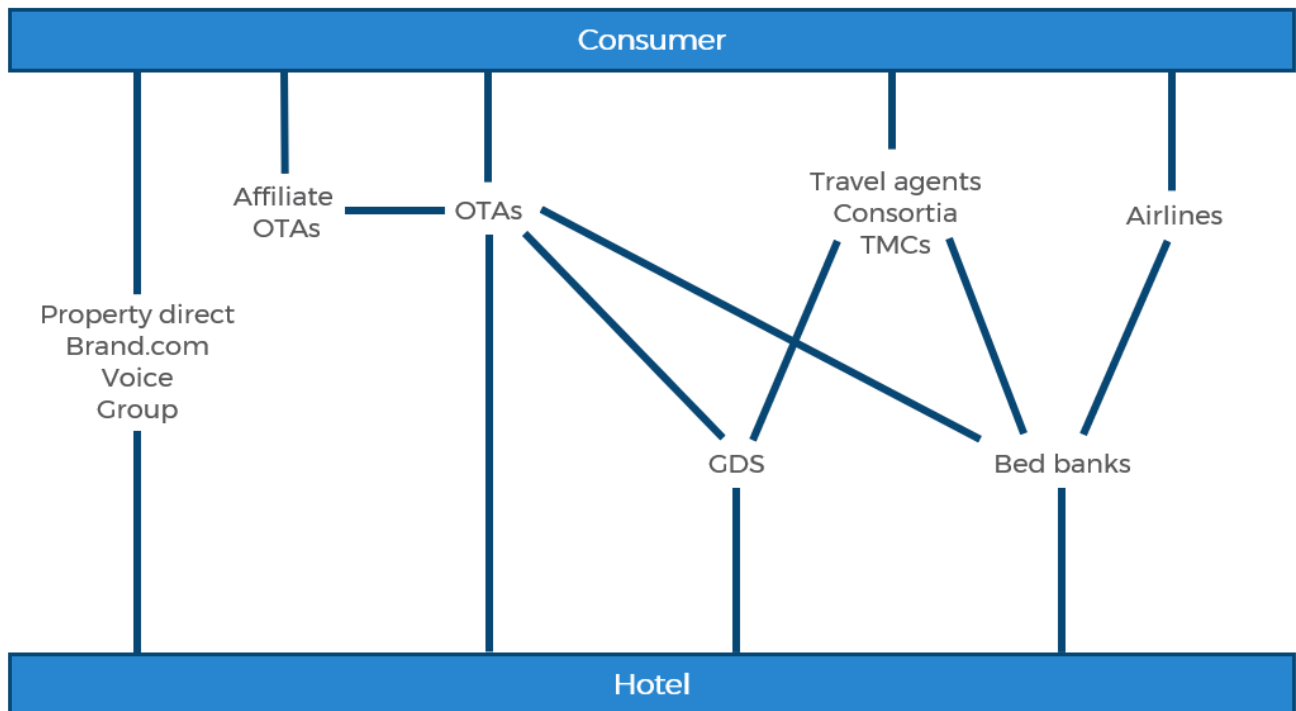 Consumer
Affiliate
OTAs
OTAs
Travel agents
Consortia
TMCs
Airlines
Property direct
Brand.com
Voice
Group
GDS
Bed banks
Hotel